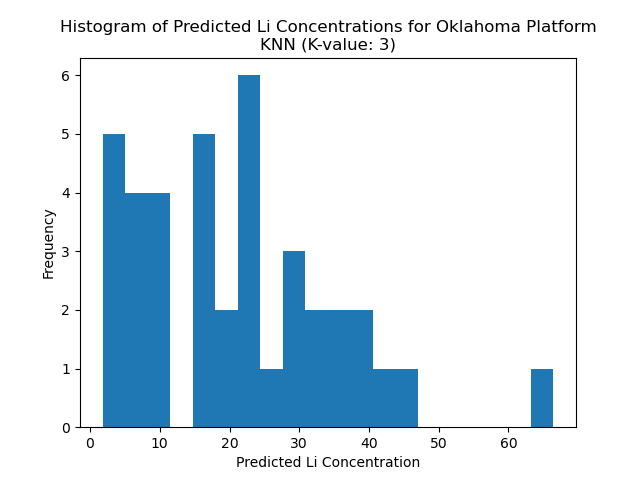 Histogram of Predicted Li Concentrations for Oklahoma Platform
KNN (K-value: 3)
6
5
4
3
2
1
0
Frequency
0 10 20 30 40 50 60
Predicted Li Concentration